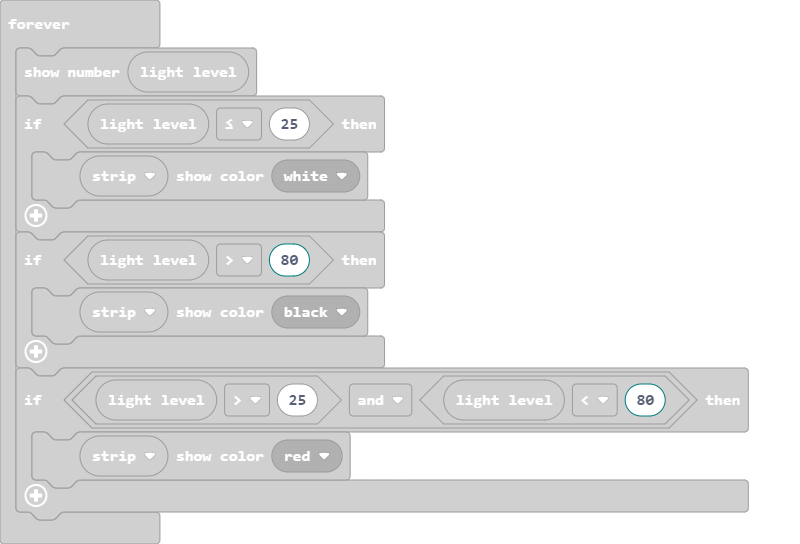 forever
show number light level
if light level ≤ 25 then
strip show color white
if light level > 80 then
strip show color black
if light level > 25 and light level < 80 then
strip show color red